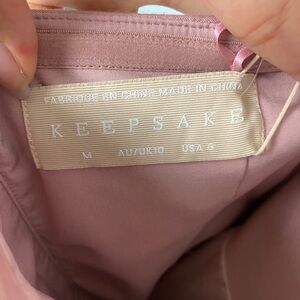 FABRIQUE EN CHINE MADE IN CHINA
KEEPSAKE
M AU/UK10 USA 6